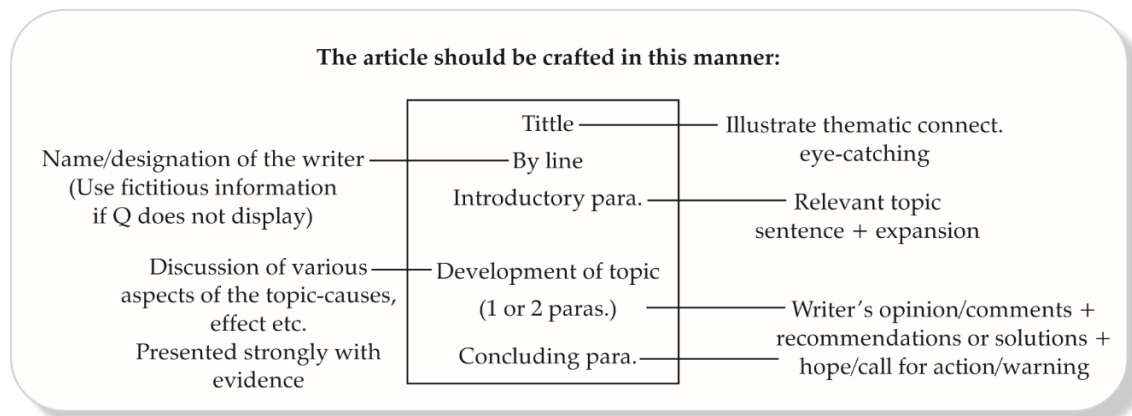 The article should be crafted in this manner:
Tittle
Illustrate thematic connect.
eye-catching
Name/designation of the writer
(Use fictitious information
if Q does not display)
By line
Introductory para.
Relevant topic
sentence + expansion
Discussion of various
aspects of the topic-causes,
effect etc.
Presented strongly with
evidence
Development of topic
(1 or 2 paras.)
Writer's opinion/comments +
recommendations or solutions +
hope/call for action/warning
Concluding para.